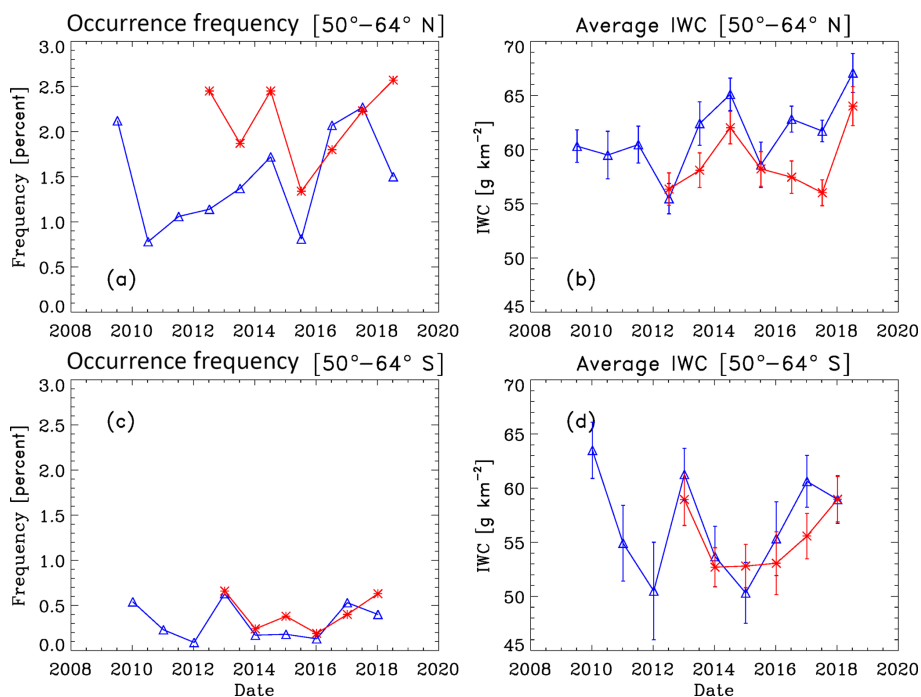 Occurrence frequency [50°−64° N]
3.0
2.5
2.0
1.5
1.0
0.5
0.0
Frequency [percent]
(a)
2008 2010 2012 2014 2016 2018 2020
Average IWC [50°−64° N]
70
65
60
55
50
45
IWC [g km⁻²]
(b)
2008 2010 2012 2014 2016 2018 2020
Occurrence frequency [50°−64° S]
3.0
2.5
2.0
1.5
1.0
0.5
0.0
Frequency [percent]
(c)
2008 2010 2012 2014 2016 2018 2020
Date
Average IWC [50°−64° S]
70
65
60
55
50
45
IWC [g km⁻²]
(d)
2008 2010 2012 2014 2016 2018 2020
Date